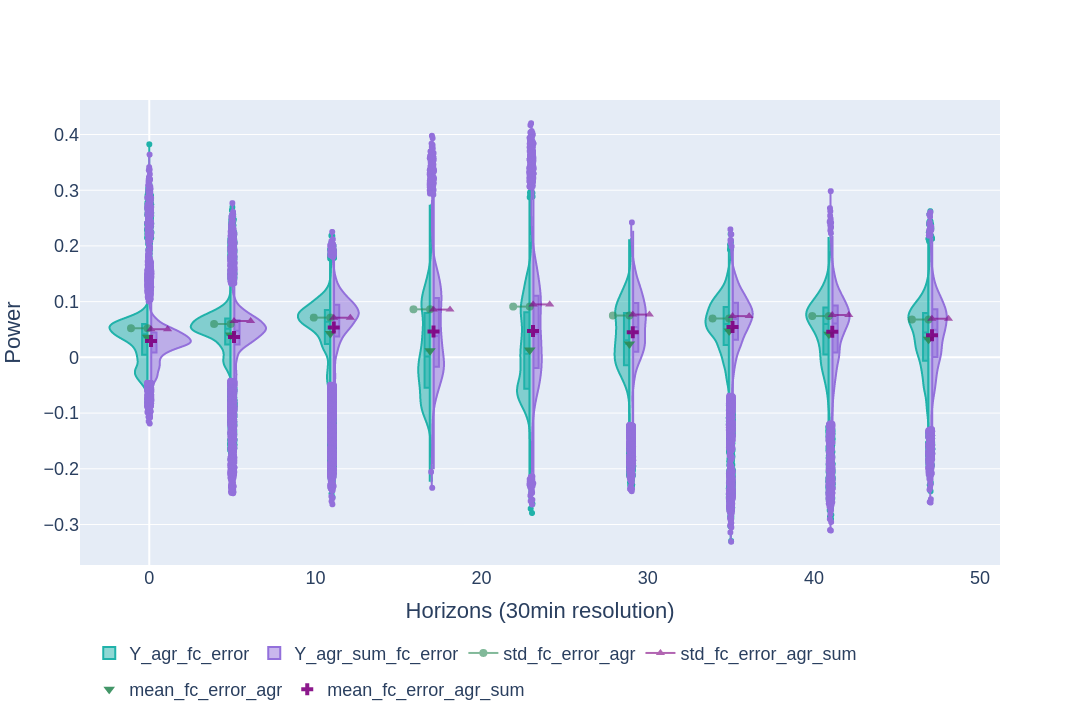 0.4
0.3
0.2
0.1
0
−0.1
−0.2
−0.3
Power
0 10 20 30 40 50
Horizons (30min resolution)
Y_agr_fc_error Y_agr_sum_fc_error std_fc_error_agr std_fc_error_agr_sum
mean_fc_error_agr mean_fc_error_agr_sum